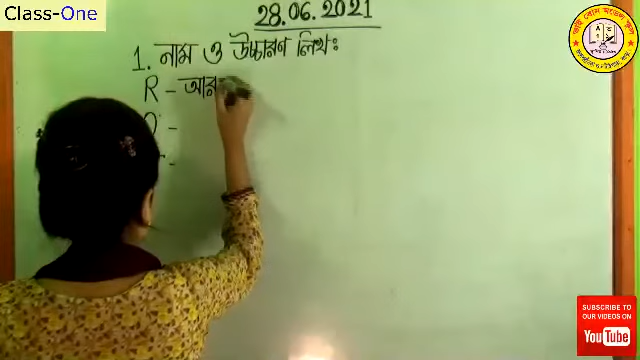 Class-One
28.06.2021
1. নাম ও উচ্চারণ লিখঃ
R - আর
-
-
SUBSCRIBE TO
OUR VIDEOS ON
YouTube